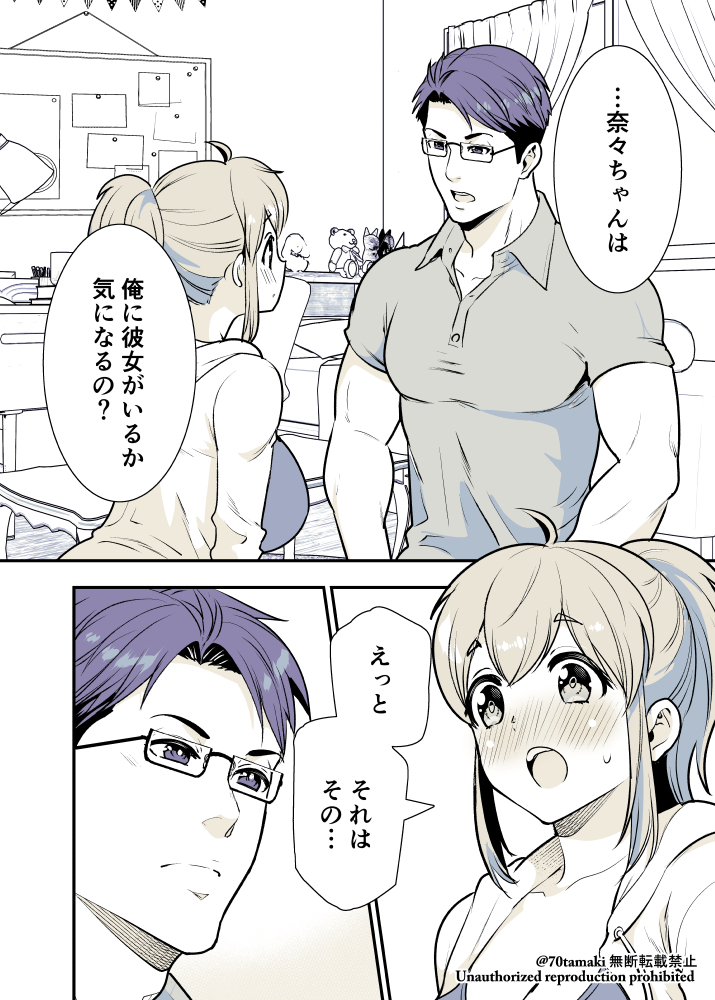 …奈々ちゃんは
俺に彼女がいるか
気になるの？
えっと
それは
その…
@70tamaki 無断転載禁止
Unauthorized reproduction prohibited